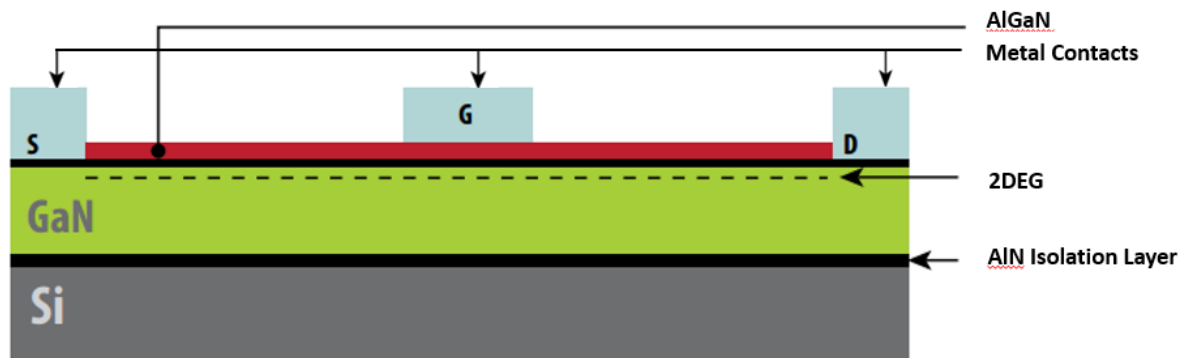 AlGaN
Metal Contacts
G
S
D
2DEG
GaN
AlN Isolation Layer
Si